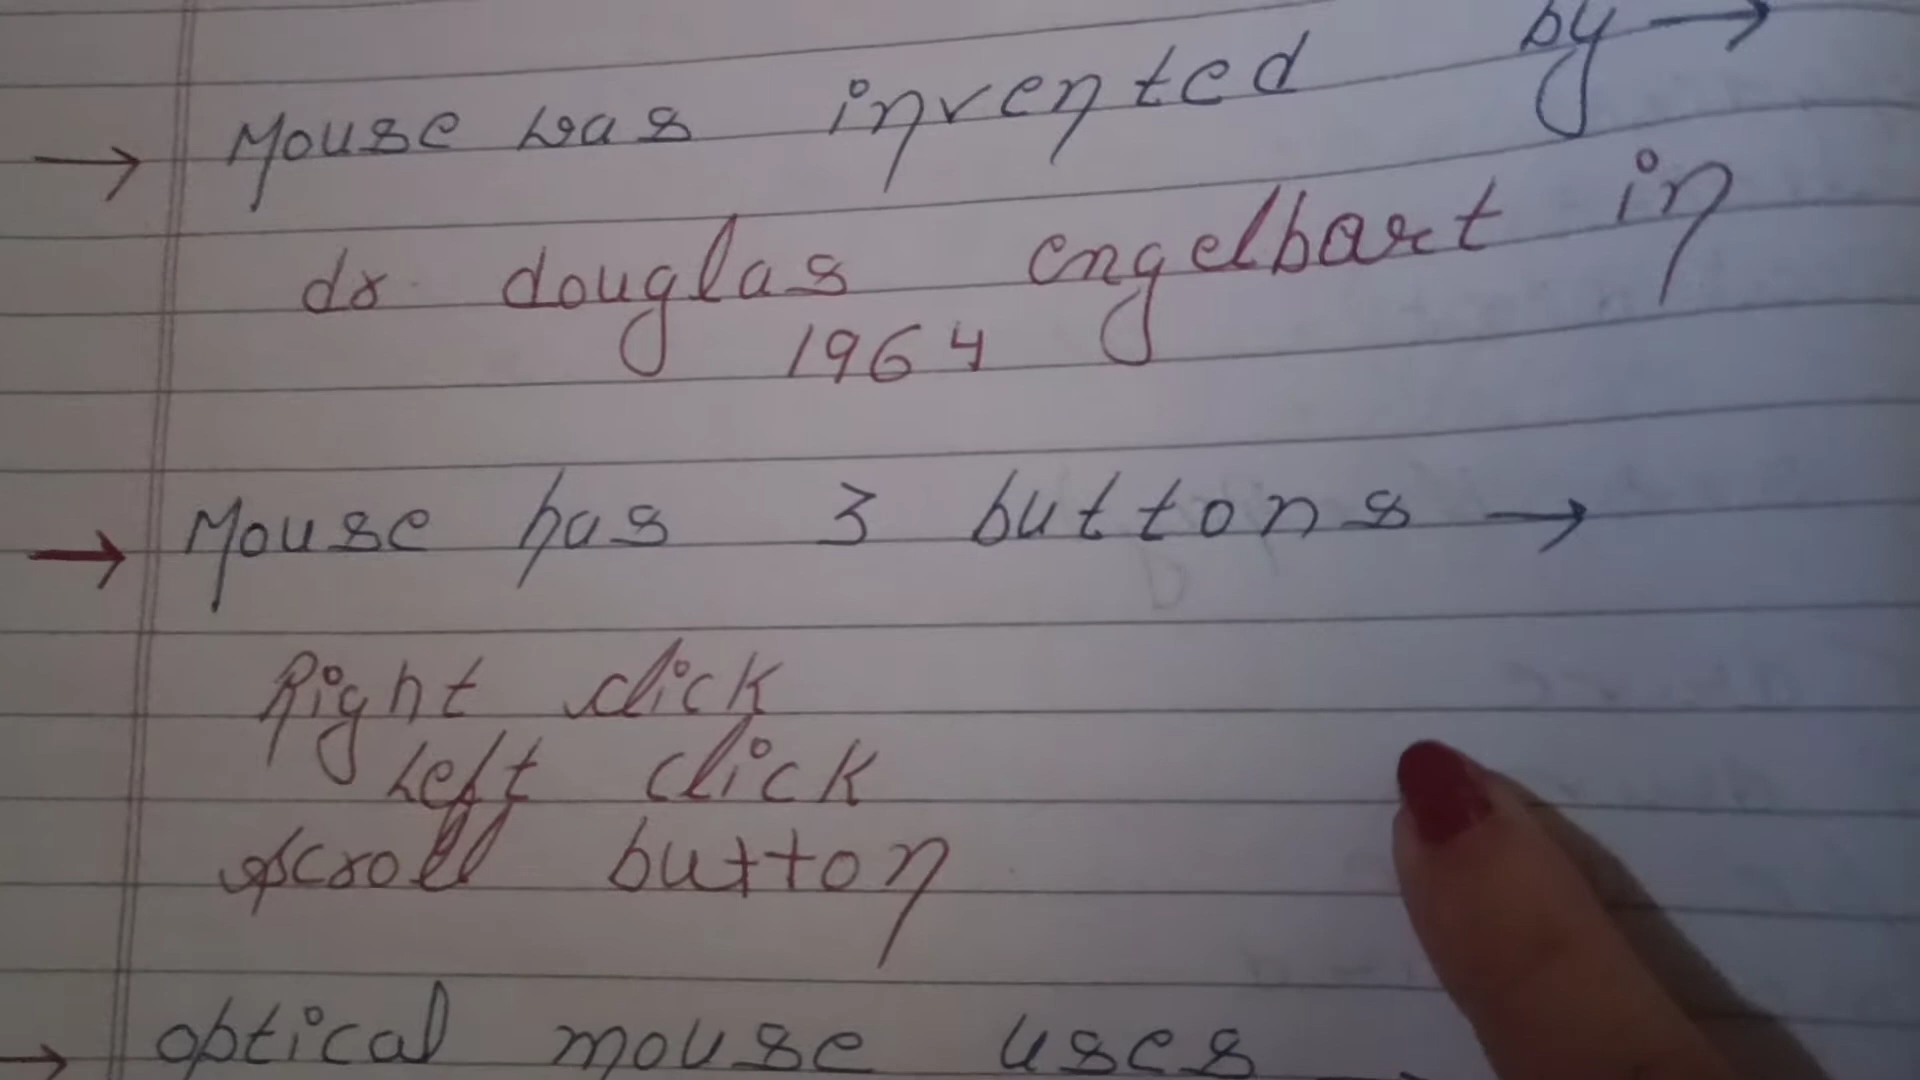 → Mouse was invented by →
dr. douglas engelbart in
1964
→ Mouse has 3 buttons →
Right click
Left click
scroll button
→ optical mouse uses